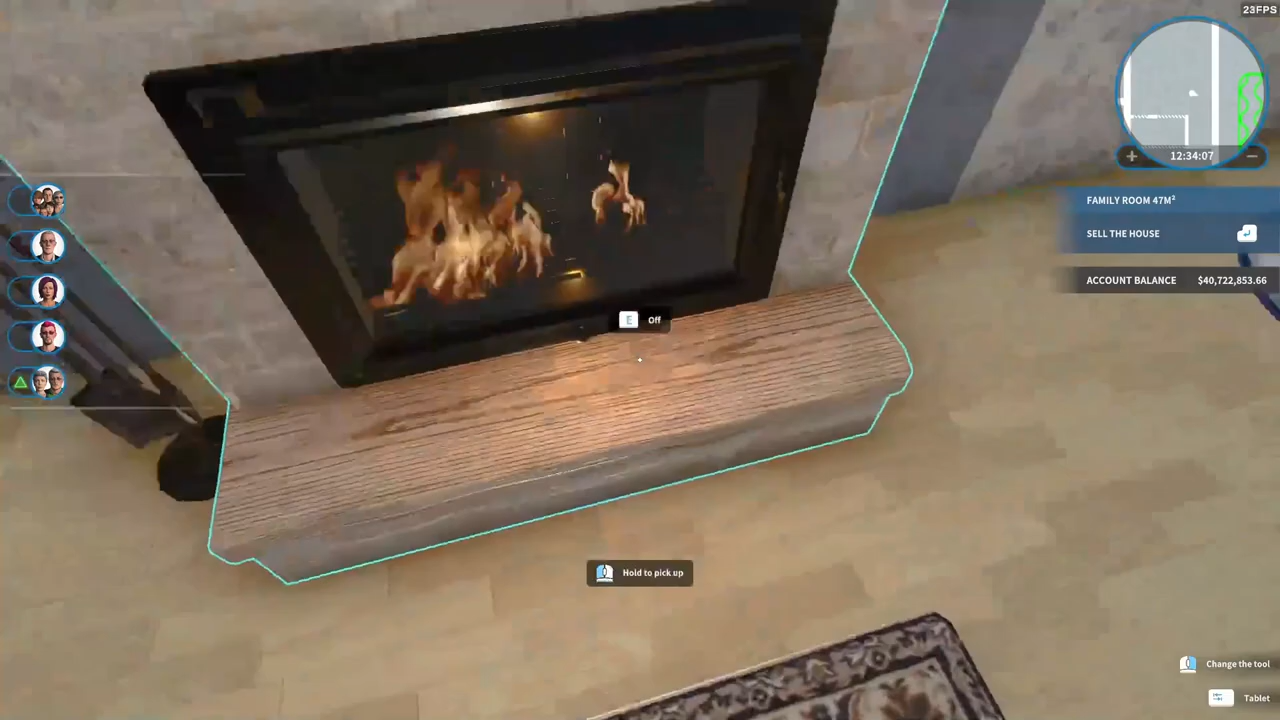 23FPS
12:34:07
FAMILY ROOM 47M²
SELL THE HOUSE
ACCOUNT BALANCE $40,722,853.66
E Off
Hold to pick up
Change the tool
Tablet